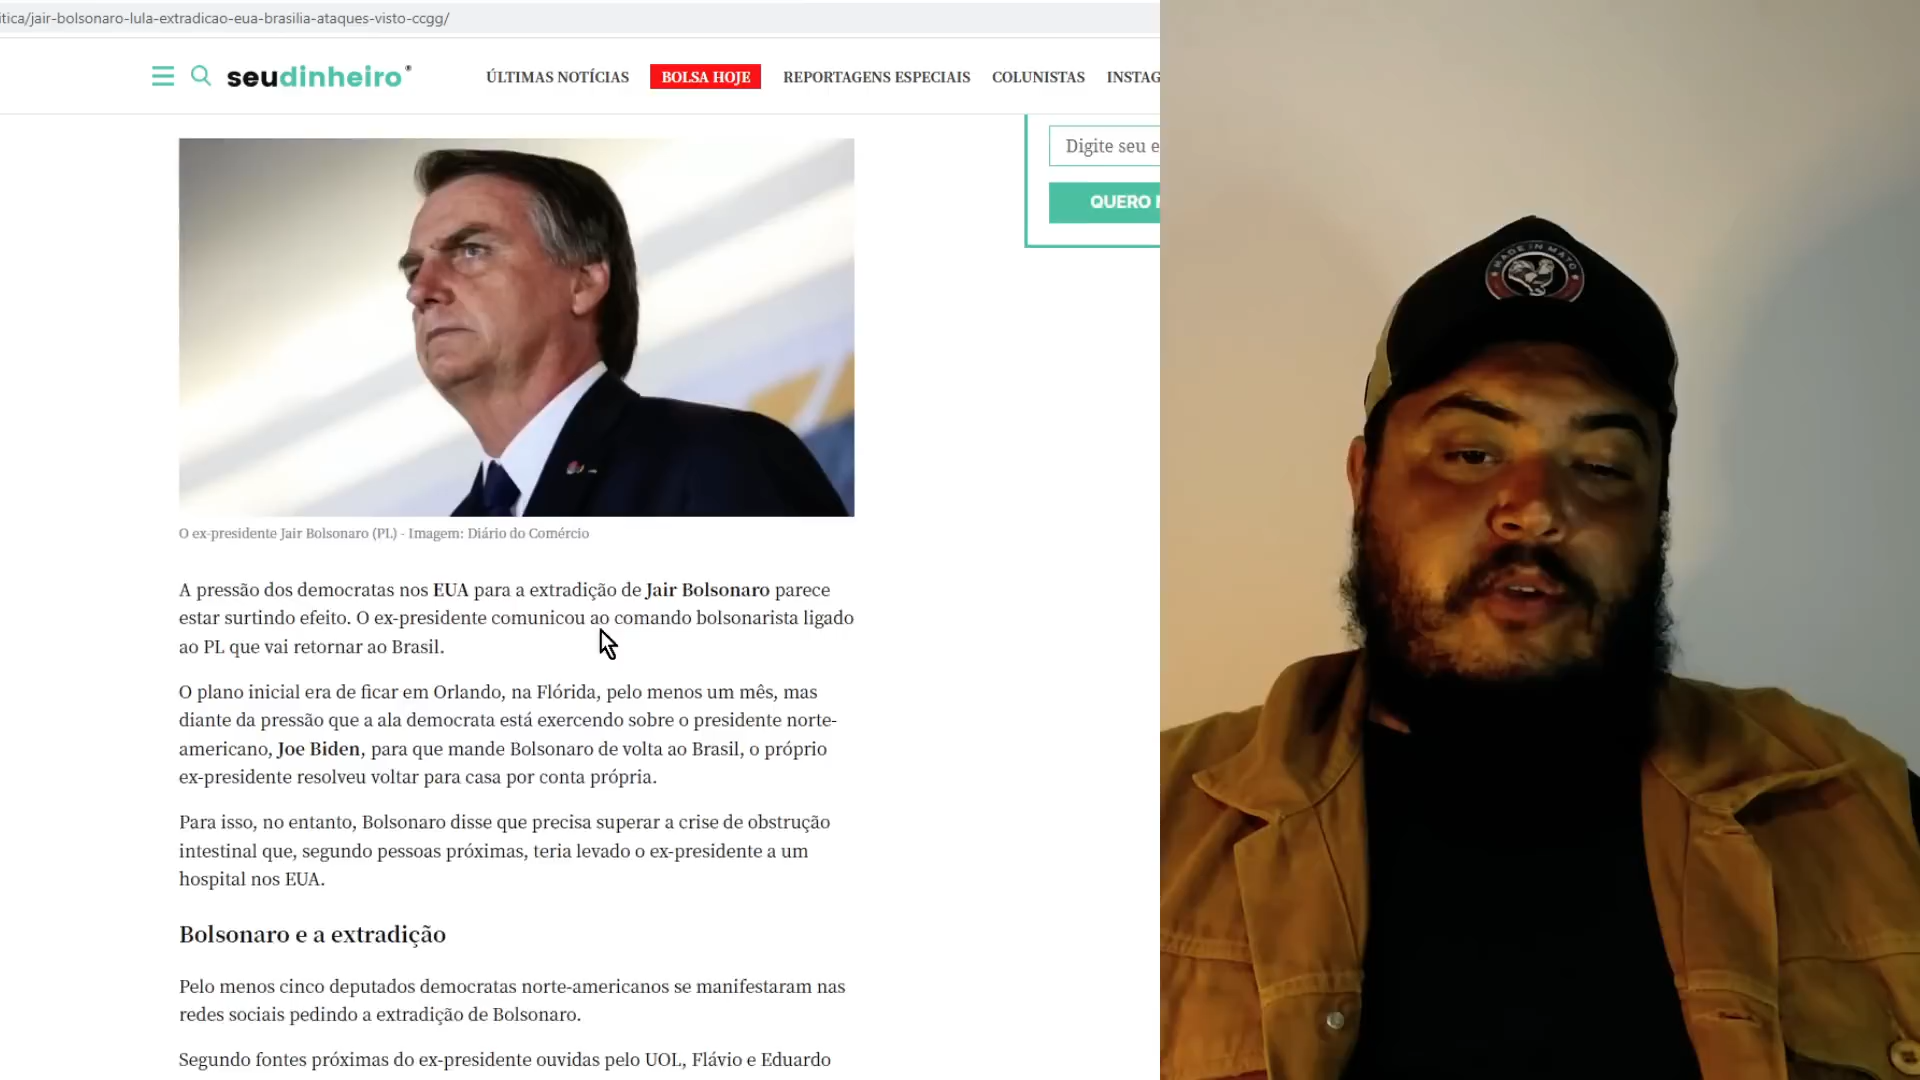 itica/jair-bolsonaro-lula-extradicao-eua-brasilia-ataques-visto-ccgg/
seudinheiro
ÚLTIMAS NOTÍCIAS
BOLSA HOJE
REPORTAGENS ESPECIAIS
COLUNISTAS
INSTAG
Digite seu e
QUERO
MADE IN MATO
O ex-presidente Jair Bolsonaro (PL) - Imagem: Diário do Comércio
A pressão dos democratas nos EUA para a extradição de Jair Bolsonaro parece
estar surtindo efeito. O ex-presidente comunicou ao comando bolsonarista ligado
ao PL que vai retornar ao Brasil.
O plano inicial era de ficar em Orlando, na Flórida, pelo menos um mês, mas
diante da pressão que a ala democrata está exercendo sobre o presidente norte-
americano, Joe Biden, para que mande Bolsonaro de volta ao Brasil, o próprio
ex-presidente resolveu voltar para casa por conta própria.
Para isso, no entanto, Bolsonaro disse que precisa superar a crise de obstrução
intestinal que, segundo pessoas próximas, teria levado o ex-presidente a um
hospital nos EUA.
Bolsonaro e a extradição
Pelo menos cinco deputados democratas norte-americanos se manifestaram nas
redes sociais pedindo a extradição de Bolsonaro.
Segundo fontes próximas do ex-presidente ouvidas pelo UOL, Flávio e Eduardo